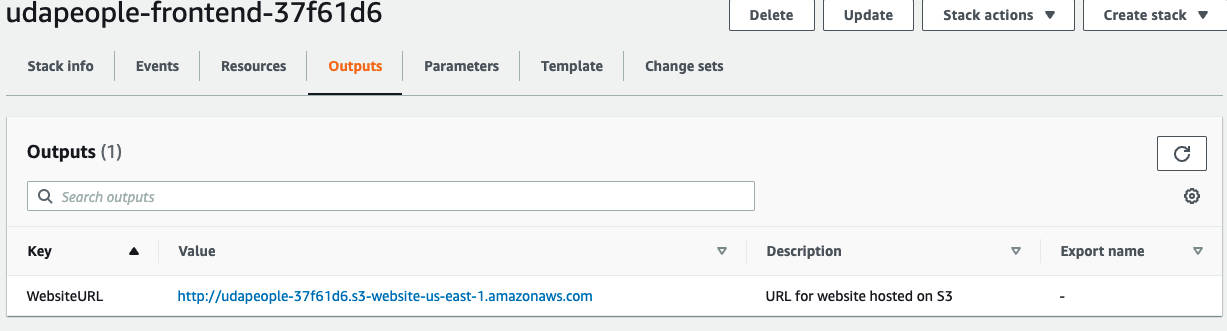 udapeople-frontend-37f61d6
Delete Update Stack actions Create stack
Stack info Events Resources Outputs Parameters Template Change sets
Outputs (1)
Search outputs
Key Value Description Export name
WebsiteURL http://udapeople-37f61d6.s3-website-us-east-1.amazonaws.com URL for website hosted on S3 -